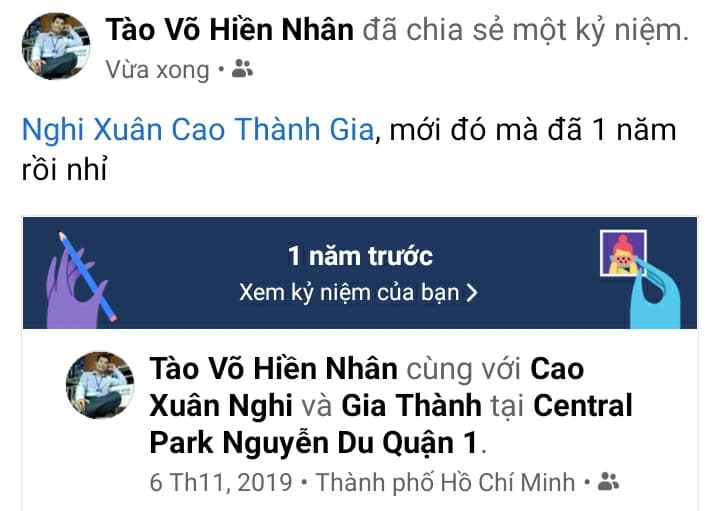 Tào Võ Hiền Nhân đã chia sẻ một kỷ niệm.
Vừa xong •
Nghi Xuân Cao Thành Gia, mới đó mà đã 1 năm
rồi nhỉ
1 năm trước
Xem kỷ niệm của bạn >
Tào Võ Hiền Nhân cùng với Cao
Xuân Nghi và Gia Thành tại Central
Park Nguyễn Du Quận 1.
6 Th11, 2019 • Thành phố Hồ Chí Minh •